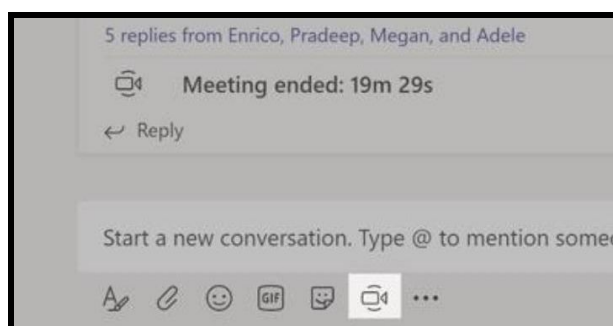 5 replies from Enrico, Pradeep, Megan, and Adele
Meeting ended: 19m 29s
Reply
Start a new conversation. Type @ to mention someo
GIF